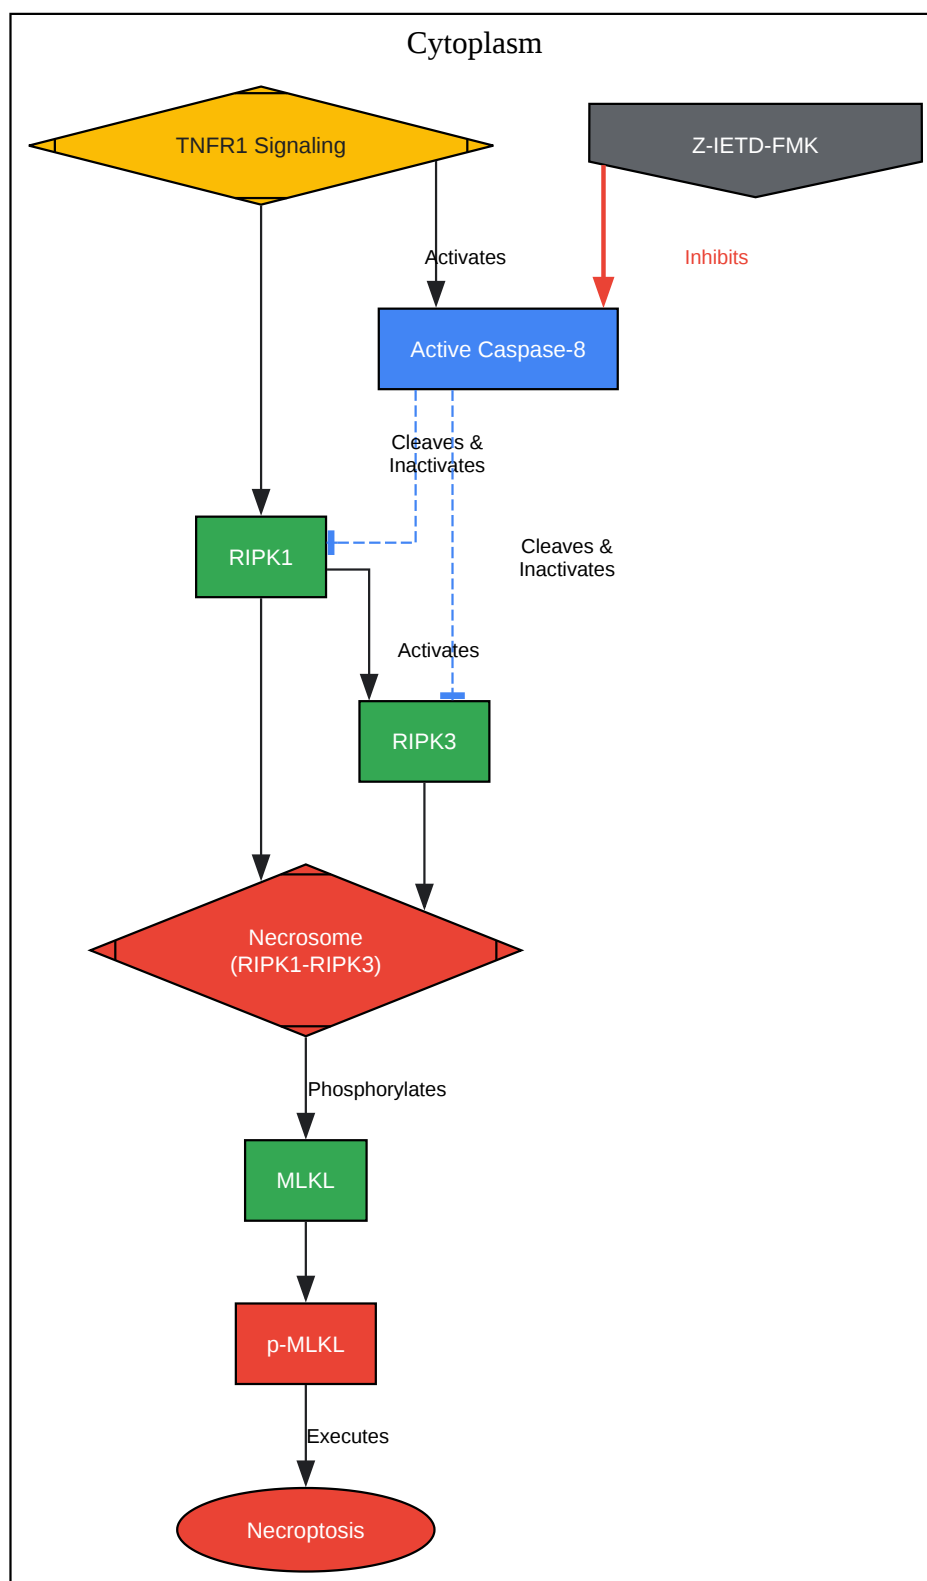 Cytoplasm
TNFR1 Signaling
Z-IETD-FMK
Activates
Inhibits
Active Caspase-8
Cleaves &
Inactivates
Cleaves &
Inactivates
RIPK1
Activates
RIPK3
Necrosome
(RIPK1-RIPK3)
Phosphorylates
MLKL
p-MLKL
Executes
Necroptosis